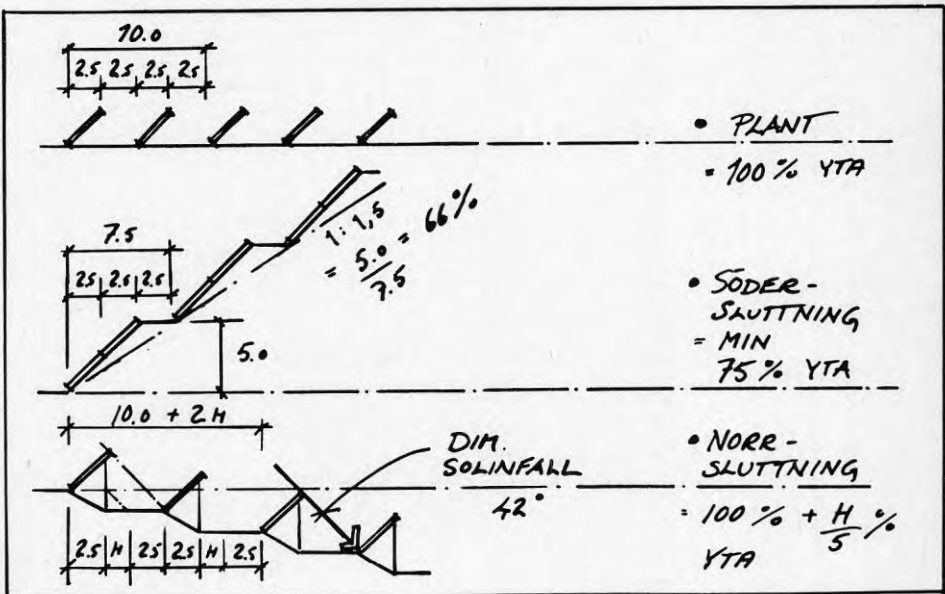 10.0
2.5 2.5 2.5 2.5
• PLANT
= 100 % YTA
7.5
2.5 2.5 2.5
1 : 1,5
= 5.0 = 66 %
7.5
5.0
• SÖDER-
SLUTTNING
= MIN
75 % YTA
10.0 + 2 H
DIM.
SOLINFALL
42°
2.5 H 2.5 2.5 H 2.5
• NORR-
SLUTTNING
= 100 % + H %
5
YTA